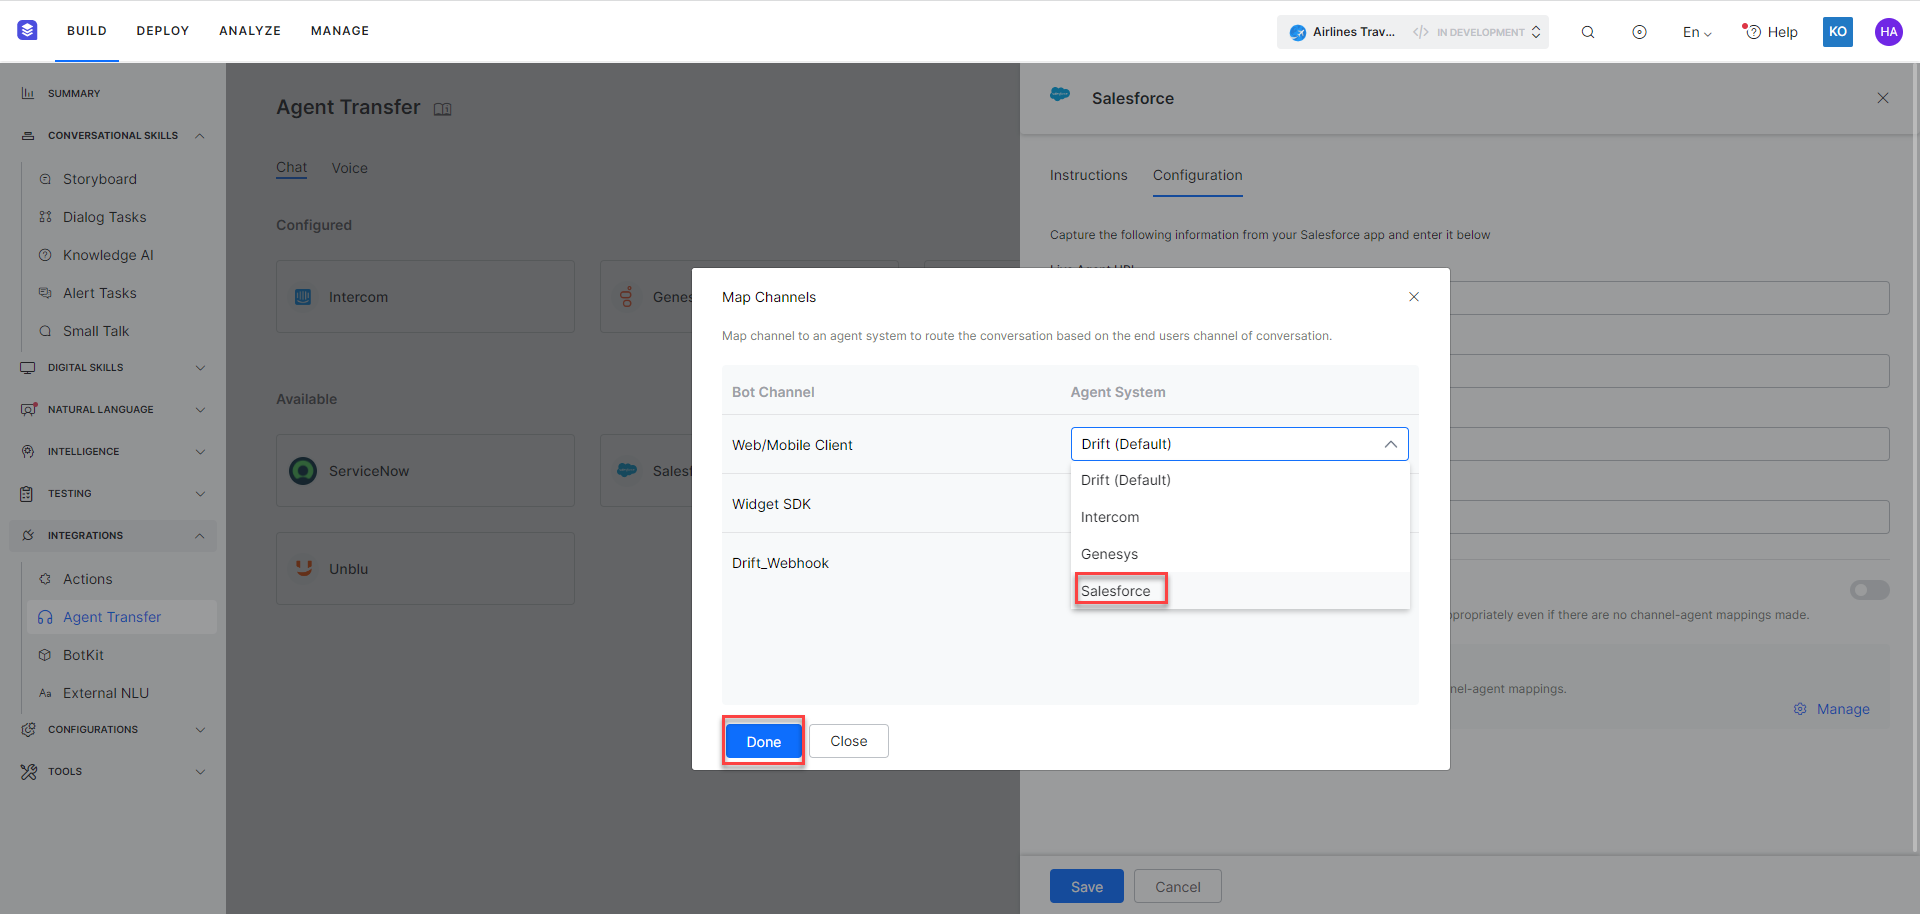 BUILD DEPLOY ANALYZE MANAGE
Airlines Trav... </> IN DEVELOPMENT
En
Help
KO
HA
SUMMARY
CONVERSATIONAL SKILLS
Storyboard
Dialog Tasks
Knowledge AI
Alert Tasks
Small Talk
DIGITAL SKILLS
NATURAL LANGUAGE
INTELLIGENCE
TESTING
INTEGRATIONS
Actions
Agent Transfer
BotKit
Aa External NLU
CONFIGURATIONS
TOOLS
Agent Transfer
Chat Voice
Configured
Intercom
Genes
Available
ServiceNow
Salesf
Unblu
Salesforce
Instructions Configuration
Capture the following information from your Salesforce app and enter it below
Live Agent URL
propriately even if there are no channel-agent mappings made.
nel-agent mappings.
Manage
Save Cancel
Map Channels
Map channel to an agent system to route the conversation based on the end users channel of conversation.
Bot Channel Agent System
Web/Mobile Client Drift (Default)
Drift (Default)
Intercom
Genesys
Salesforce
Widget SDK
Drift_Webhook
Done Close